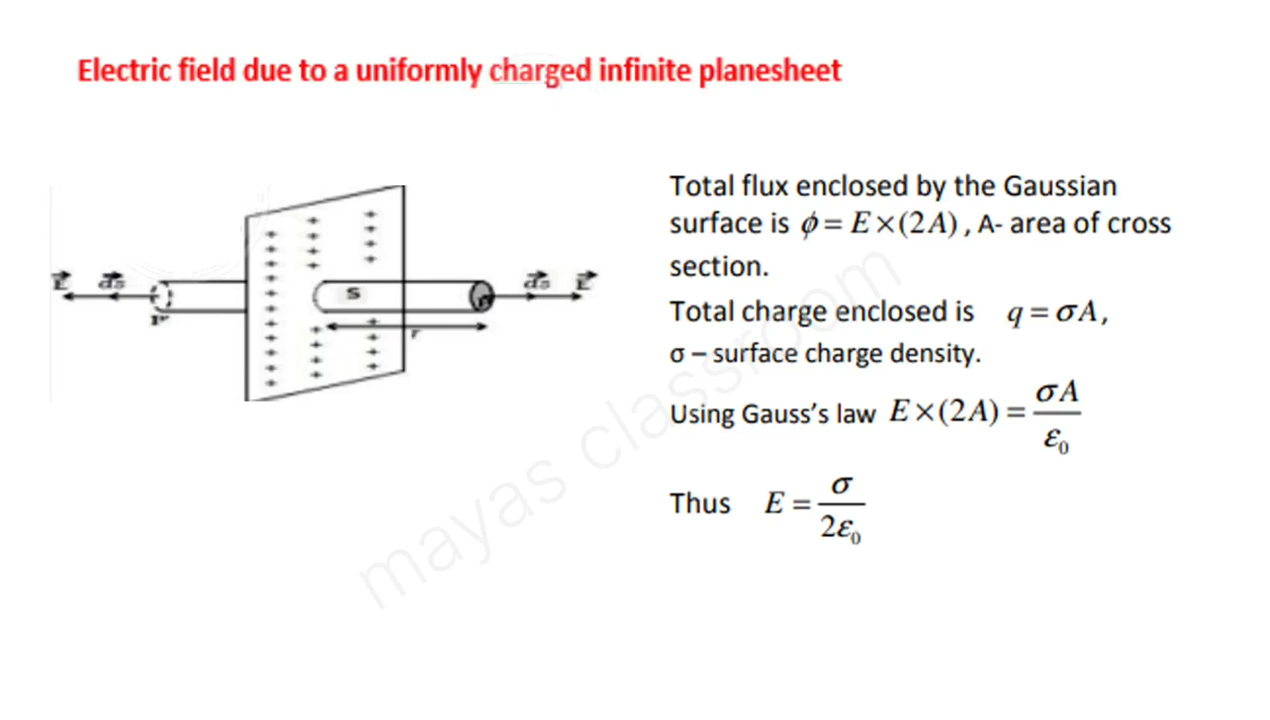 Electric field due to a uniformly charged infinite planesheet
Total flux enclosed by the Gaussian
surface is ϕ = E×(2A), A- area of cross
section.
Total charge enclosed is q = σA,
σ – surface charge density.
Using Gauss's law E×(2A) = σA/ε₀
Thus E = σ/2ε₀
E ds S ds E
P r
mayas classroom